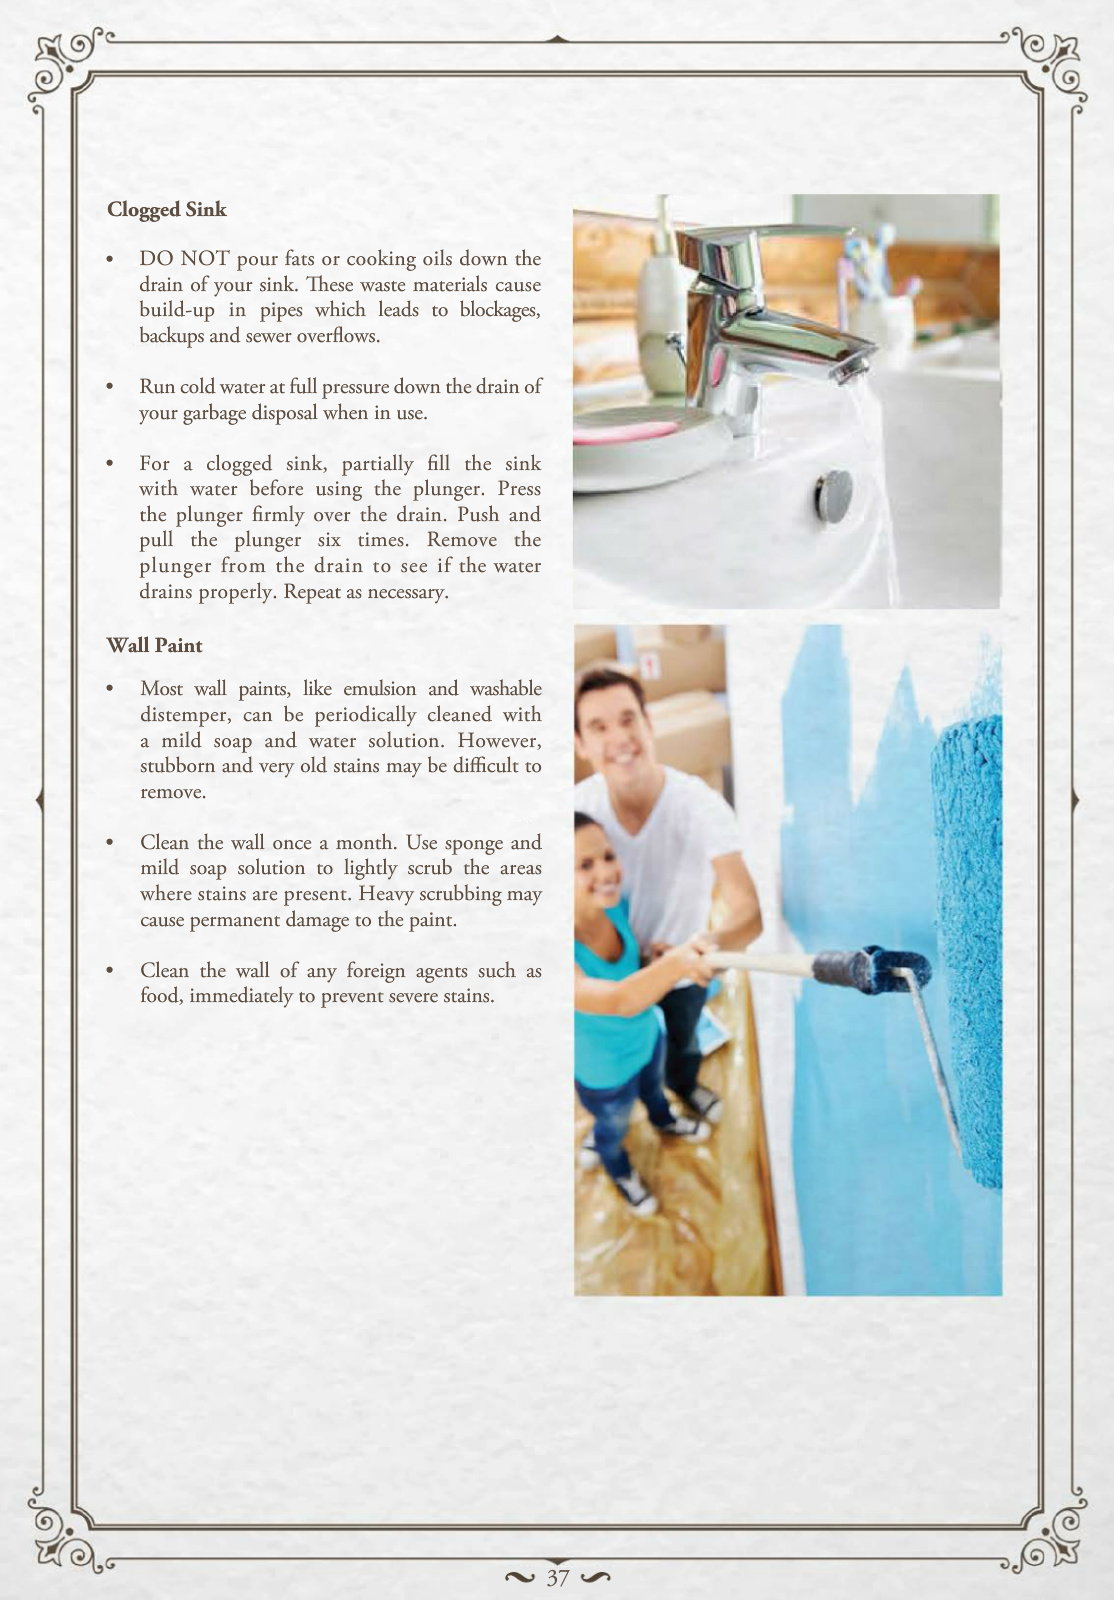 Clogged Sink
• DO NOT pour fats or cooking oils down the
drain of your sink. These waste materials cause
build-up in pipes which leads to blockages,
backups and sewer overflows.
• Run cold water at full pressure down the drain of
your garbage disposal when in use.
• For a clogged sink, partially fill the sink
with water before using the plunger. Press
the plunger firmly over the drain. Push and
pull the plunger six times. Remove the
plunger from the drain to see if the water
drains properly. Repeat as necessary.
Wall Paint
• Most wall paints, like emulsion and washable
distemper, can be periodically cleaned with
a mild soap and water solution. However,
stubborn and very old stains may be difficult to
remove.
• Clean the wall once a month. Use sponge and
mild soap solution to lightly scrub the areas
where stains are present. Heavy scrubbing may
cause permanent damage to the paint.
• Clean the wall of any foreign agents such as
food, immediately to prevent severe stains.
37